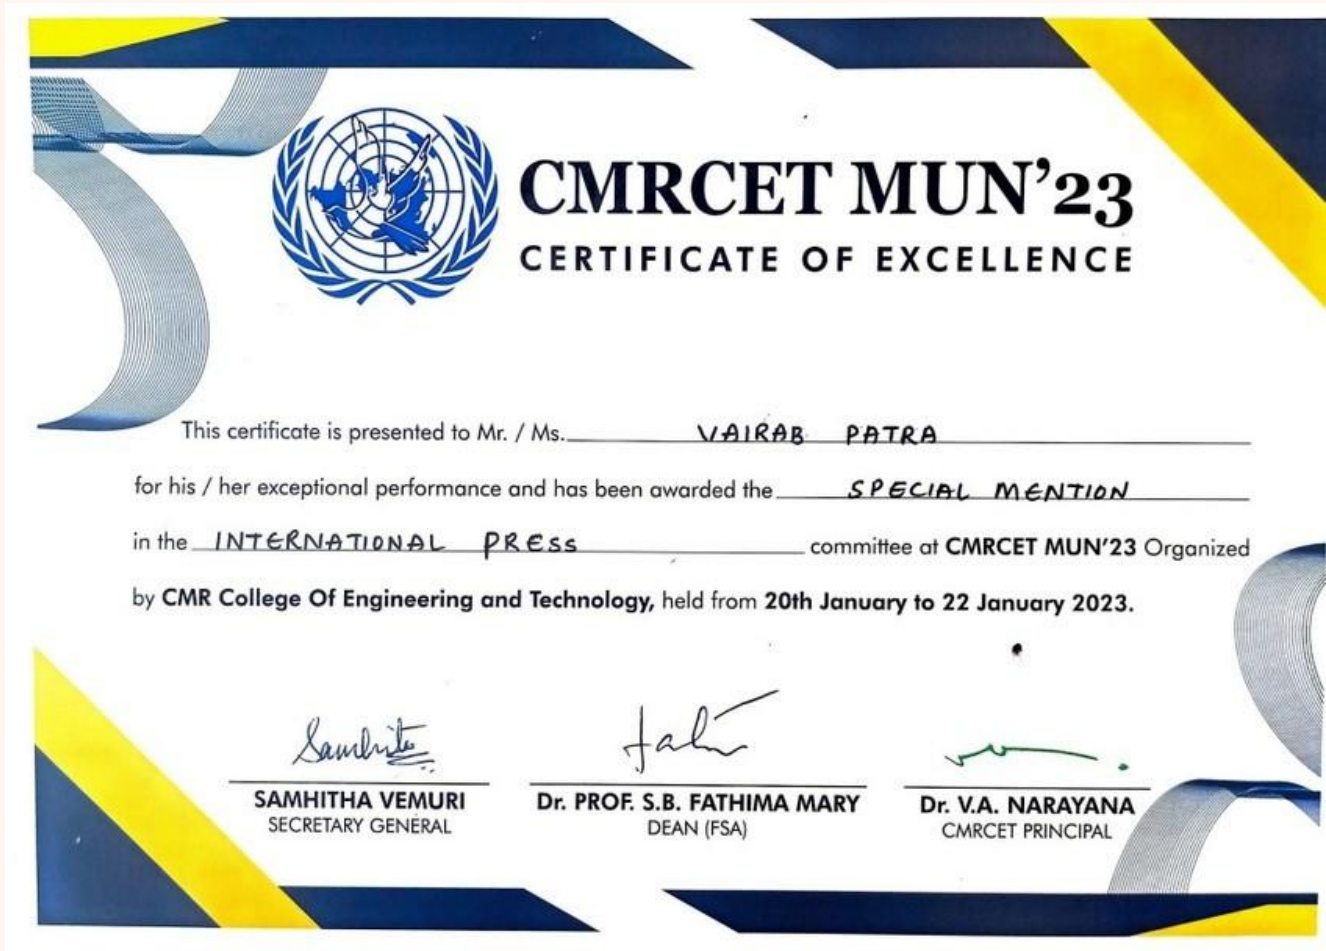 CMRCET MUN'23
CERTIFICATE OF EXCELLENCE
This certificate is presented to Mr. / Ms. VAIRAB PATRA
for his / her exceptional performance and has been awarded the SPECIAL MENTION
in the INTERNATIONAL PRESS committee at CMRCET MUN'23 Organized
by CMR College Of Engineering and Technology, held from 20th January to 22 January 2023.
Samhita
SAMHITHA VEMURI Dr. PROF. S.B. FATHIMA MARY Dr. V.A. NARAYANA
SECRETARY GENERAL DEAN (FSA) CMRCET PRINCIPAL